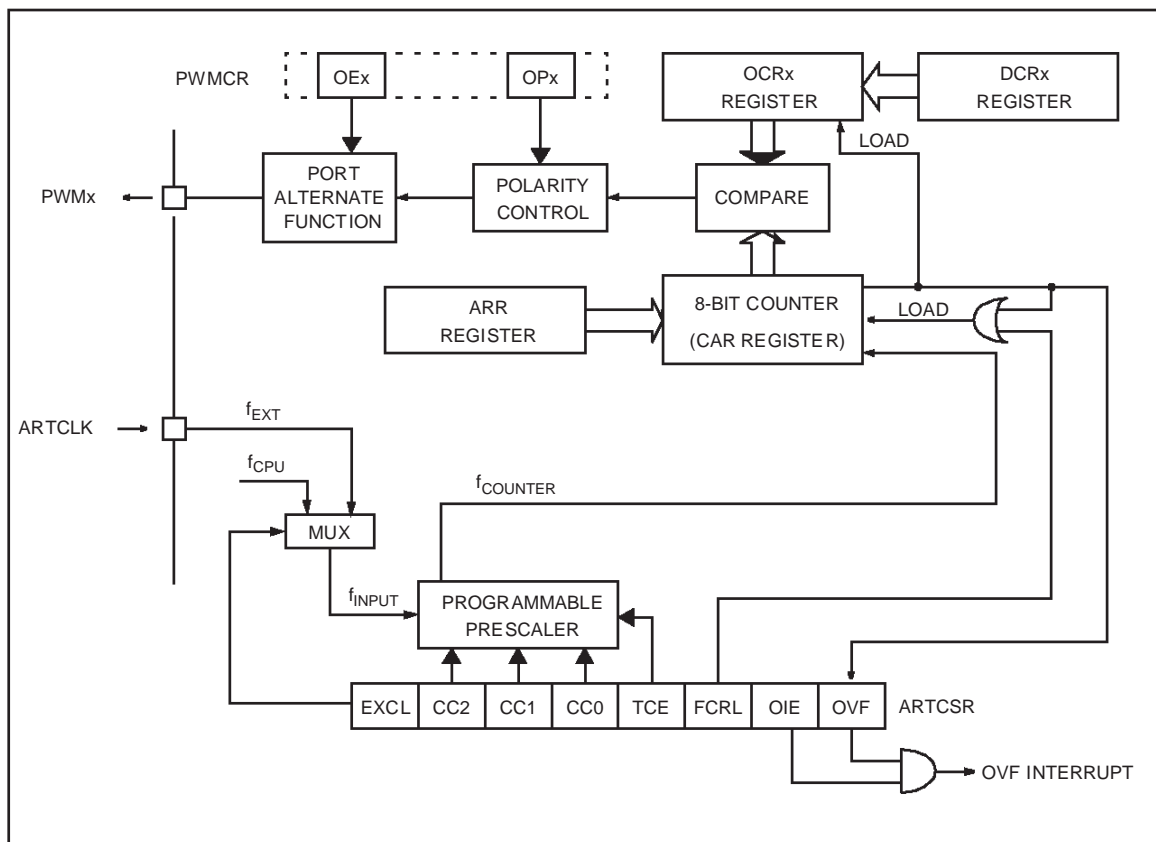 PWMCR
OEx
OPx
OCRx
REGISTER
DCRx
REGISTER
LOAD
PWMx
PORT
ALTERNATE
FUNCTION
POLARITY
CONTROL
COMPARE
ARR
REGISTER
8-BIT COUNTER
(CAR REGISTER)
LOAD
ARTCLK
fEXT
fCPU
MUX
fCOUNTER
fINPUT
PROGRAMMABLE
PRESCALER
EXCL CC2 CC1 CC0 TCE FCRL OIE OVF ARTCSR
OVF INTERRUPT